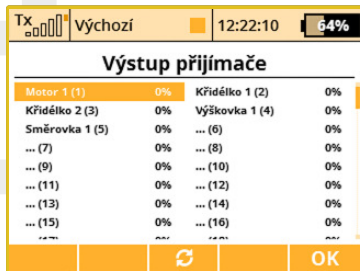 Tx Výchozí 12:22:10 64%
Výstup přijímače
Motor 1 (1) 0% Křidélko 1 (2) 0%
Křidélko 2 (3) 0% Výškovka 1 (4) 0%
Směrovka 1 (5) 0% ... (6) 0%
... (7) 0% ... (8) 0%
... (9) 0% ... (10) 0%
... (11) 0% ... (12) 0%
... (13) 0% ... (14) 0%
... (15) 0% ... (16) 0%
OK